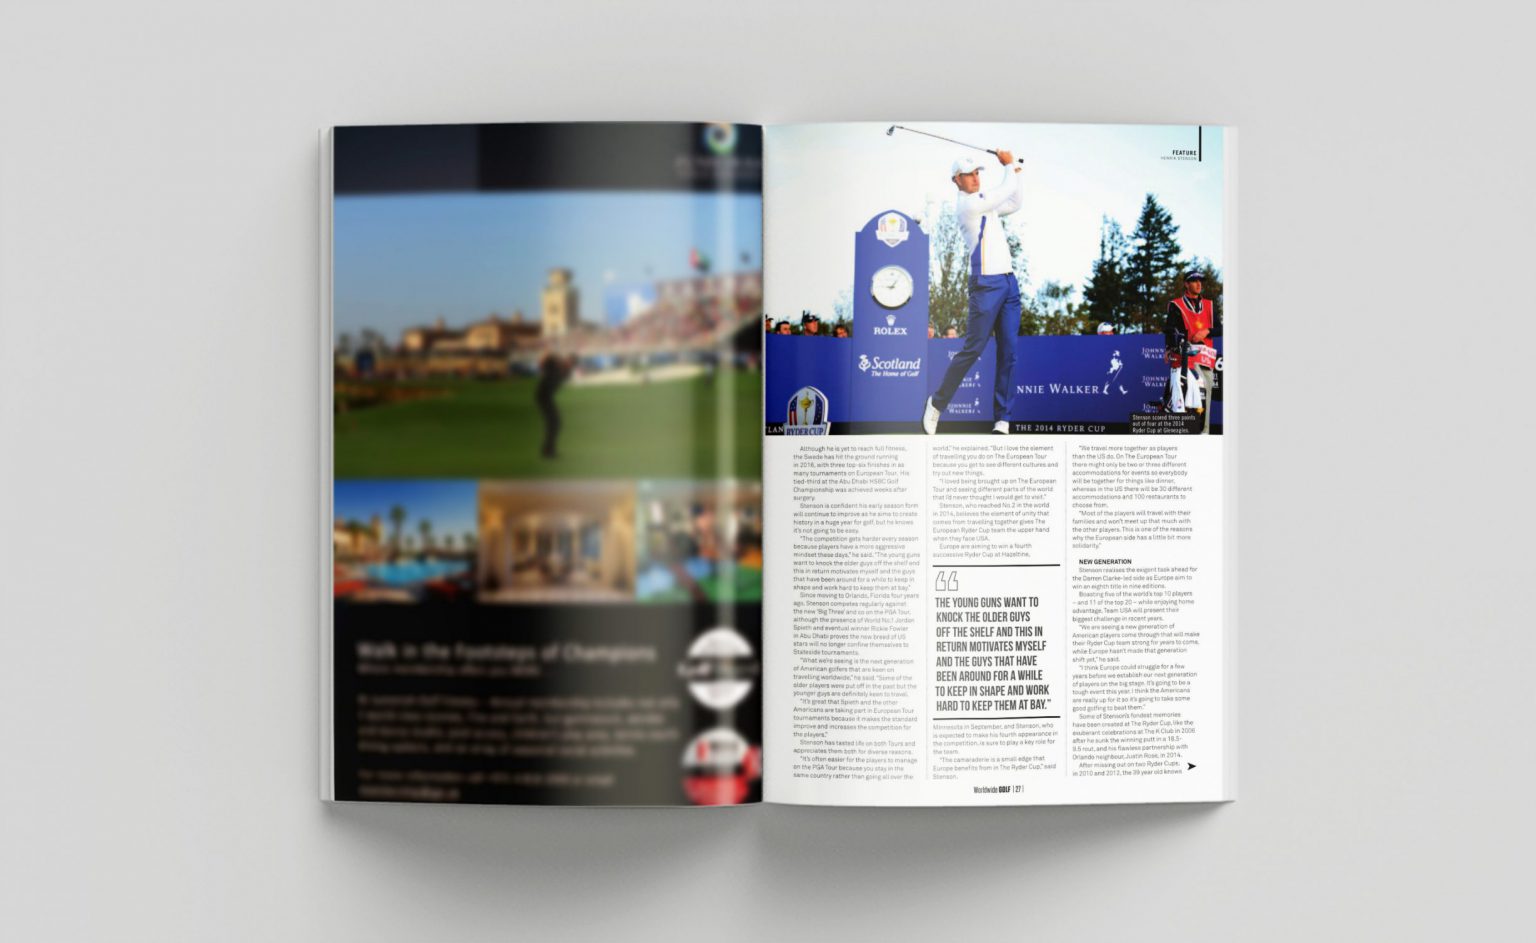 Walk in the footsteps of Champions
FEATURE
HENRIK STENSON
ROLEX
Scotland
The Home of Golf
JOHNNIE
WALKER
NNIE WALKER
RYDER CUP
THE 2014 RYDER CUP
Stenson scored three points
out of four at the 2014
Ryder Cup at Gleneagles.
Although he is yet to reach full fitness,
the Swede has hit the ground running
in 2016, with three top-six finishes in as
many tournaments on European Tour. His
tied-third at the Abu Dhabi HSBC Golf
Championship was achieved weeks after
surgery.
Stenson is confident his early season form
will continue to improve as he aims to create
history in a huge year for golf, but he knows
it's not going to be easy.
"The competition gets harder every season
because players have a more aggressive
mindset these days," he said. "The young guns
want to knock the older guys off the shelf and
this in return motivates myself and the guys
that have been around for a while to keep in
shape and work hard to keep them at bay."
Since moving to Orlando, Florida four years
ago, Stenson competes regularly against
the new 'Big Three' and co on the PGA Tour,
although the presence of World No.1 Jordan
Spieth and eventual winner Rickie Fowler
in Abu Dhabi proves the new breed of US
stars will no longer confine themselves to
Stateside tournaments.
"What we're seeing is the next generation
of American golfers that are keen on
travelling worldwide," he said. "Some of the
older players were put off in the past but the
younger guys are definitely keen to travel.
"It's great that Spieth and the other
Americans are taking part in European Tour
tournaments because it makes the standard
improve and increases the competition for
the players."
Stenson has tasted life on both Tours and
appreciates them both for diverse reasons.
"It's often easier for the players to manage
on the PGA Tour because you stay in the
same country rather than going all over the
world," he explained. "But I love the element
of travelling you do on The European Tour
because you get to see different cultures and
try out new things.
"I loved being brought up on The European
Tour and seeing different parts of the world
that I'd never thought I would get to visit."
Stenson, who reached No.2 in the world
in 2014, believes the element of unity that
comes from travelling together gives The
European Ryder Cup team the upper hand
when they face USA.
Europe are aiming to win a fourth
successive Ryder Cup at Hazeltine,
THE YOUNG GUNS WANT TO
KNOCK THE OLDER GUYS
OFF THE SHELF AND THIS IN
RETURN MOTIVATES MYSELF
AND THE GUYS THAT HAVE
BEEN AROUND FOR A WHILE
TO KEEP IN SHAPE AND WORK
HARD TO KEEP THEM AT BAY."
Minnesota in September, and Stenson, who
is expected to make his fourth appearance in
the competition, is sure to play a key role for
the team.
"The camaraderie is a small edge that
Europe benefits from in The Ryder Cup," said
Stenson.
"We travel more together as players
than the US do. On The European Tour
there might only be two or three different
accommodations for events so everybody
will be together for things like dinner,
whereas in the US there will be 30 different
accommodations and 100 restaurants to
choose from.
"Most of the players will travel with their
families and won't meet up that much with
the other players. This is one of the reasons
why the European side has a little bit more
solidarity."
NEW GENERATION
Stenson realises the exigent task ahead for
the Darren Clarke-led side as Europe aim to
win an eighth title in nine editions.
Boasting five of the world's top 10 players
– and 11 of the top 20 – while enjoying home
advantage, Team USA will present their
biggest challenge in recent years.
"We are seeing a new generation of
American players come through that will make
their Ryder Cup team strong for years to come,
while Europe hasn't made that generation
shift yet," he said.
"I think Europe could struggle for a few
years before we establish our next generation
of players on the big stage. It's going to be a
tough event this year. I think the Americans
are really up for it so it's going to take some
good golfing to beat them."
Some of Stenson's fondest memories
have been created at The Ryder Cup, like the
exuberant celebrations at The K Club in 2006
after he sunk the winning putt in a 18.5-
9.5 rout, and his flawless partnership with
Orlando neighbour, Justin Rose, in 2014.
After missing out on two Ryder Cups,
in 2010 and 2012, the 39 year old knows
Worldwide GOLF | 27 |